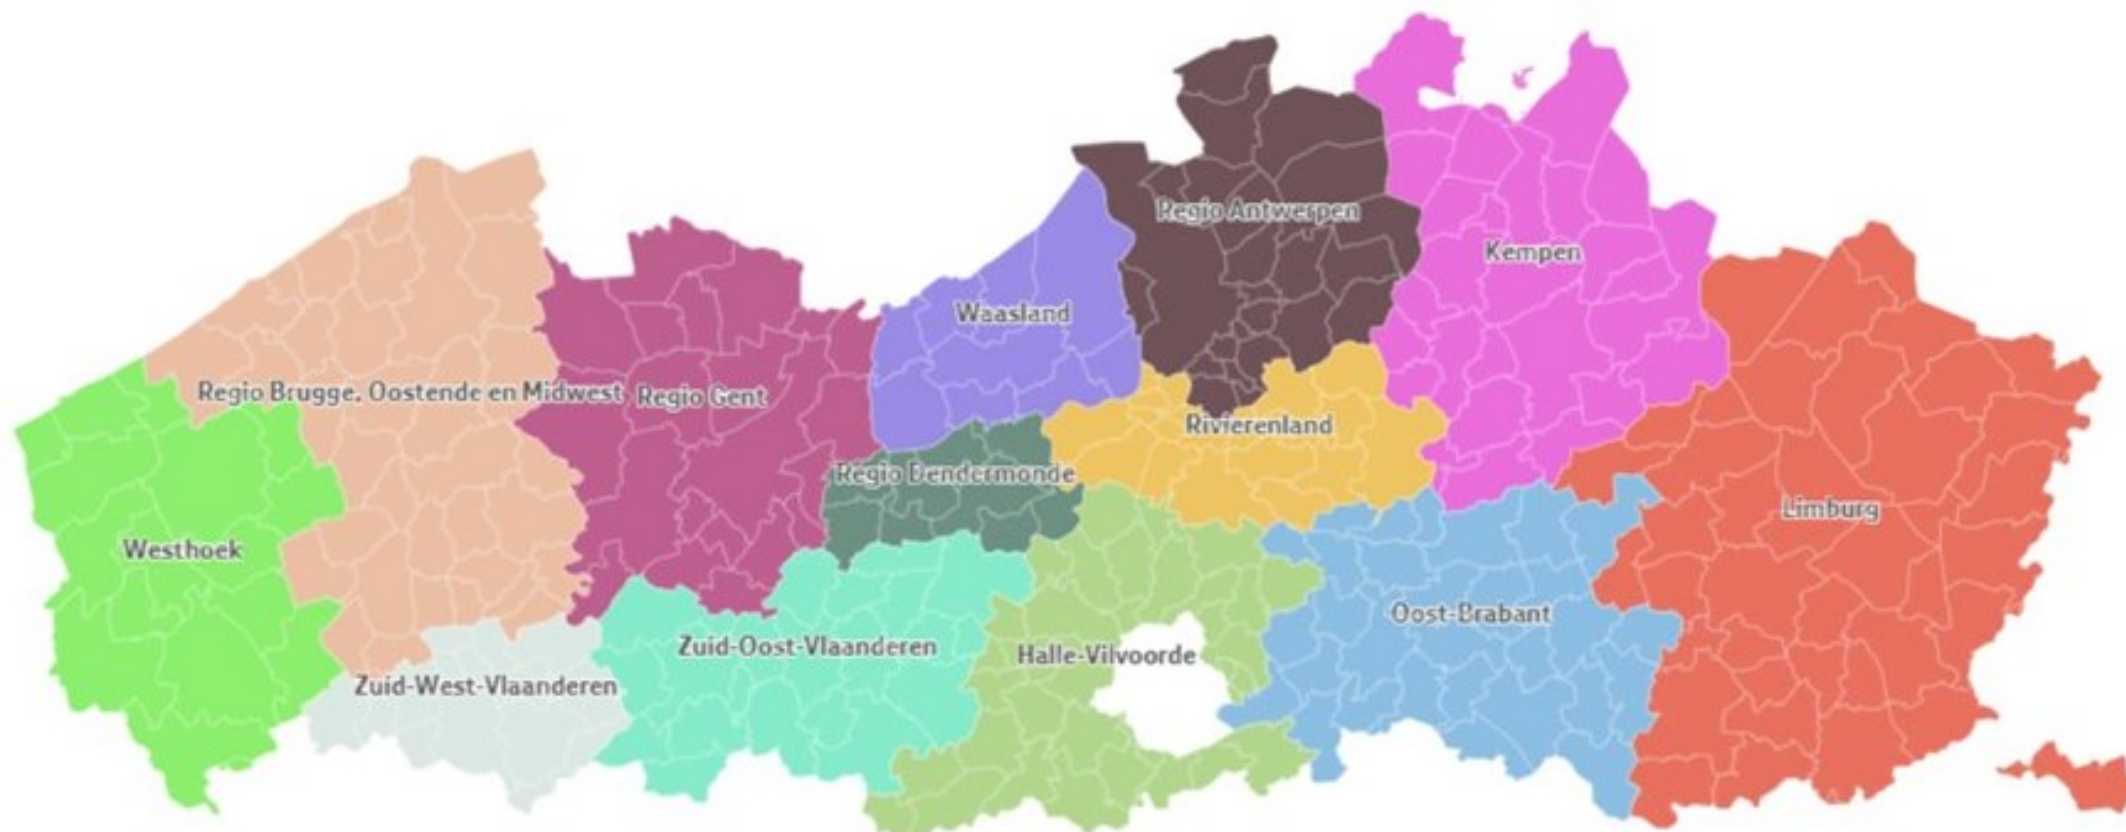 Regio Antwerpen
Kempen
Waasland
Regio Brugge, Oostende en Midwest
Regio Gent
Rivierenland
Regio Dendermonde
Limburg
Westhoek
Oost-Brabant
Zuid-Oost-Vlaanderen
Halle-Vilvoorde
Zuid-West-Vlaanderen